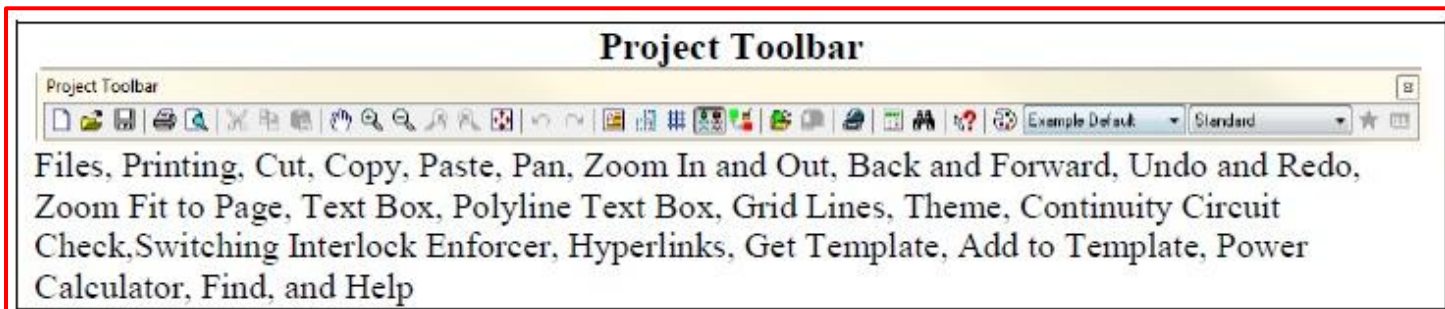 Project Toolbar
Project Toolbar
Example Default Standard
Files, Printing, Cut, Copy, Paste, Pan, Zoom In and Out, Back and Forward, Undo and Redo,
Zoom Fit to Page, Text Box, Polyline Text Box, Grid Lines, Theme, Continuity Circuit
Check,Switching Interlock Enforcer, Hyperlinks, Get Template, Add to Template, Power
Calculator, Find, and Help